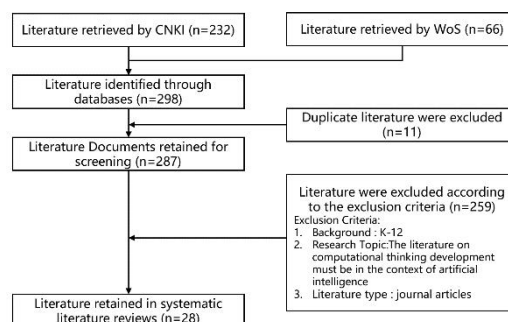 Literature retrieved by CNKI (n=232)
Literature retrieved by WoS (n=66)
Literature identified through
databases (n=298)
Duplicate literature were excluded
(n=11)
Literature Documents retained for
screening (n=287)
Literature were excluded according
to the exclusion criteria (n=259)
Exclusion Criteria:
1. Background : K-12
2. Research Topic:The literature on
computational thinking development
must be in the context of artificial
intelligence
3. Literature type : journal articles
Literature retained in systematic
literature reviews (n=28)